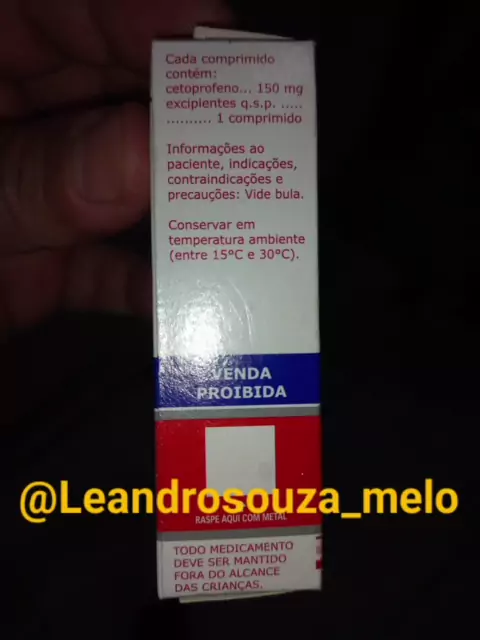 Cada comprimido
contém:
cetoprofeno... 150 mg
excipientes q.s.p. .....
.......... 1 comprimido
Informações ao
paciente, indicações,
contraindicações e
precauções: Vide bula.
Conservar em
temperatura ambiente
(entre 15°C e 30°C).
VENDA
PROIBIDA
@Leandrosouza_melo
RASPE AQUI COM METAL
TODO MEDICAMENTO
DEVE SER MANTIDO
FORA DO ALCANCE
DAS CRIANÇAS.